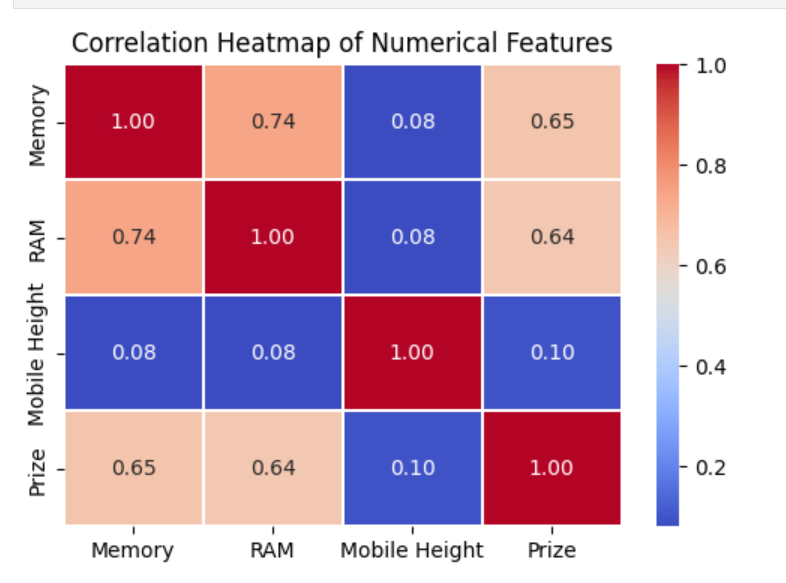 Correlation Heatmap of Numerical Features
1.0
Memory 1.00 0.74 0.08 0.65
0.8
RAM 0.74 1.00 0.08 0.64
0.6
Mobile Height 0.08 0.08 1.00 0.10
0.4
Prize 0.65 0.64 0.10 1.00
0.2
Memory RAM Mobile Height Prize